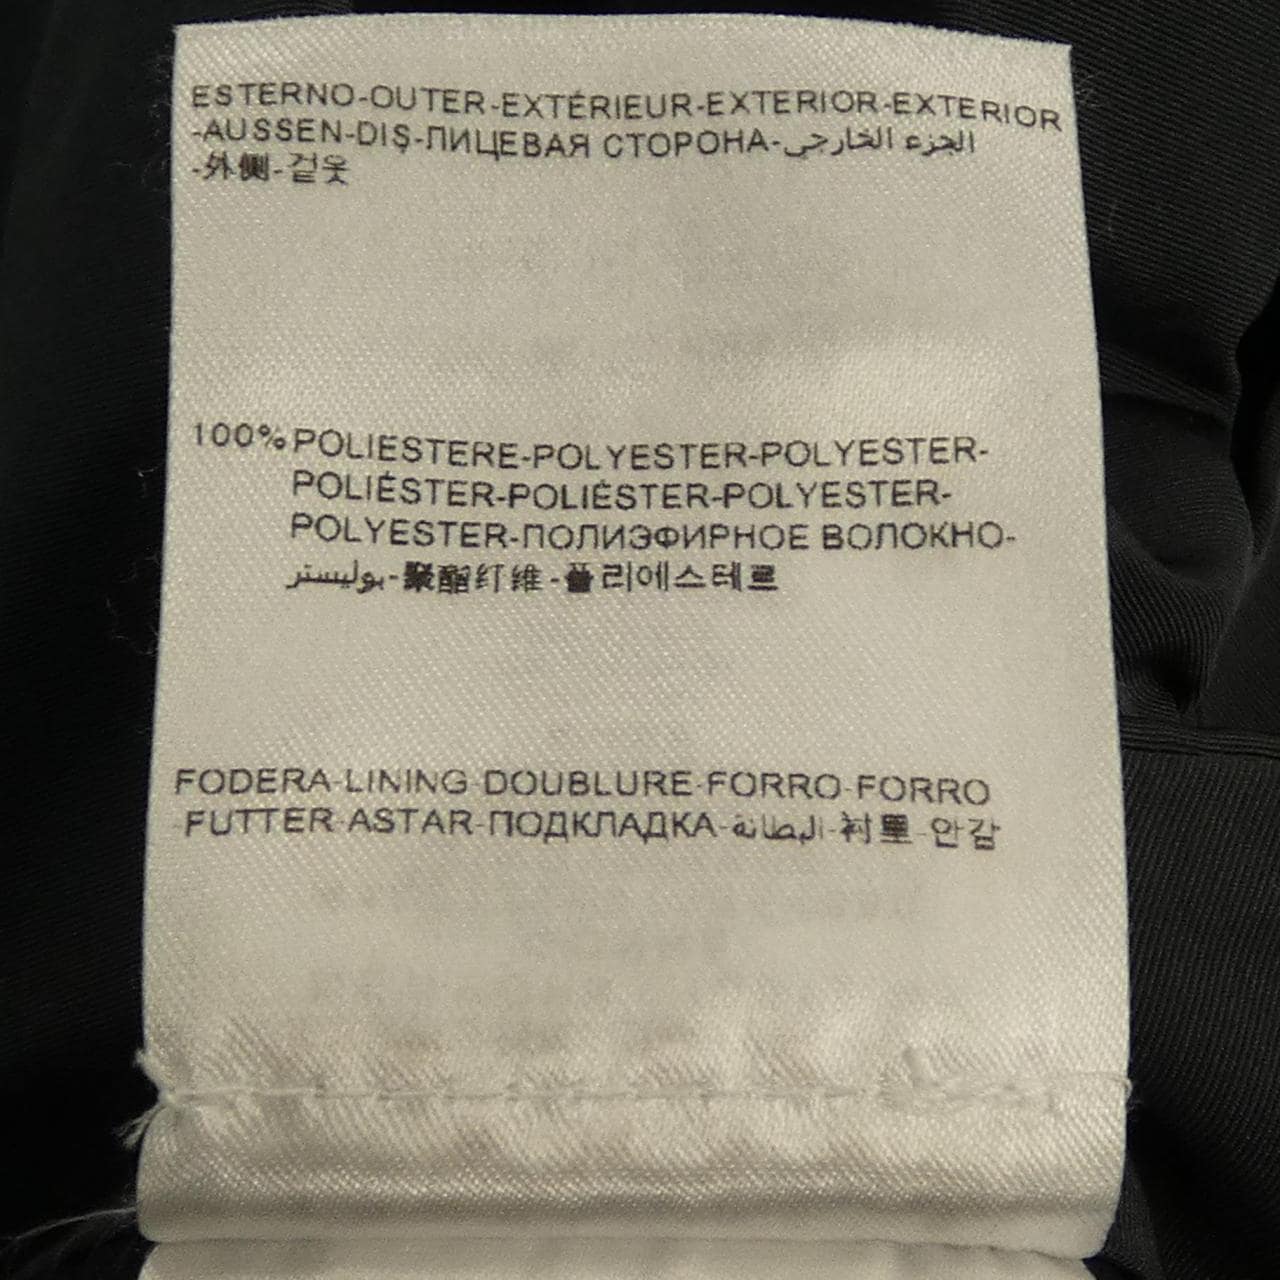 ESTERNO-OUTER-EXTÉRIEUR-EXTERIOR-EXTERIOR
-AUSSEN-DIŞ-ЛИЦЕВАЯ СТОРОНА-الجزء الخارجي
-外侧-겉옷
100% POLIESTERE-POLYESTER-POLYESTER-
POLIÉSTER-POLIÉSTER-POLYESTER-
POLYESTER-ПОЛИЭФИРНОЕ ВОЛОКНО-
بوليستر-聚酯纤维-폴리에스테르
FODERA-LINING-DOUBLURE-FORRO-FORRO
-FUTTER-ASTAR-ПОДКЛАДКА-البطانة-衬里-안감